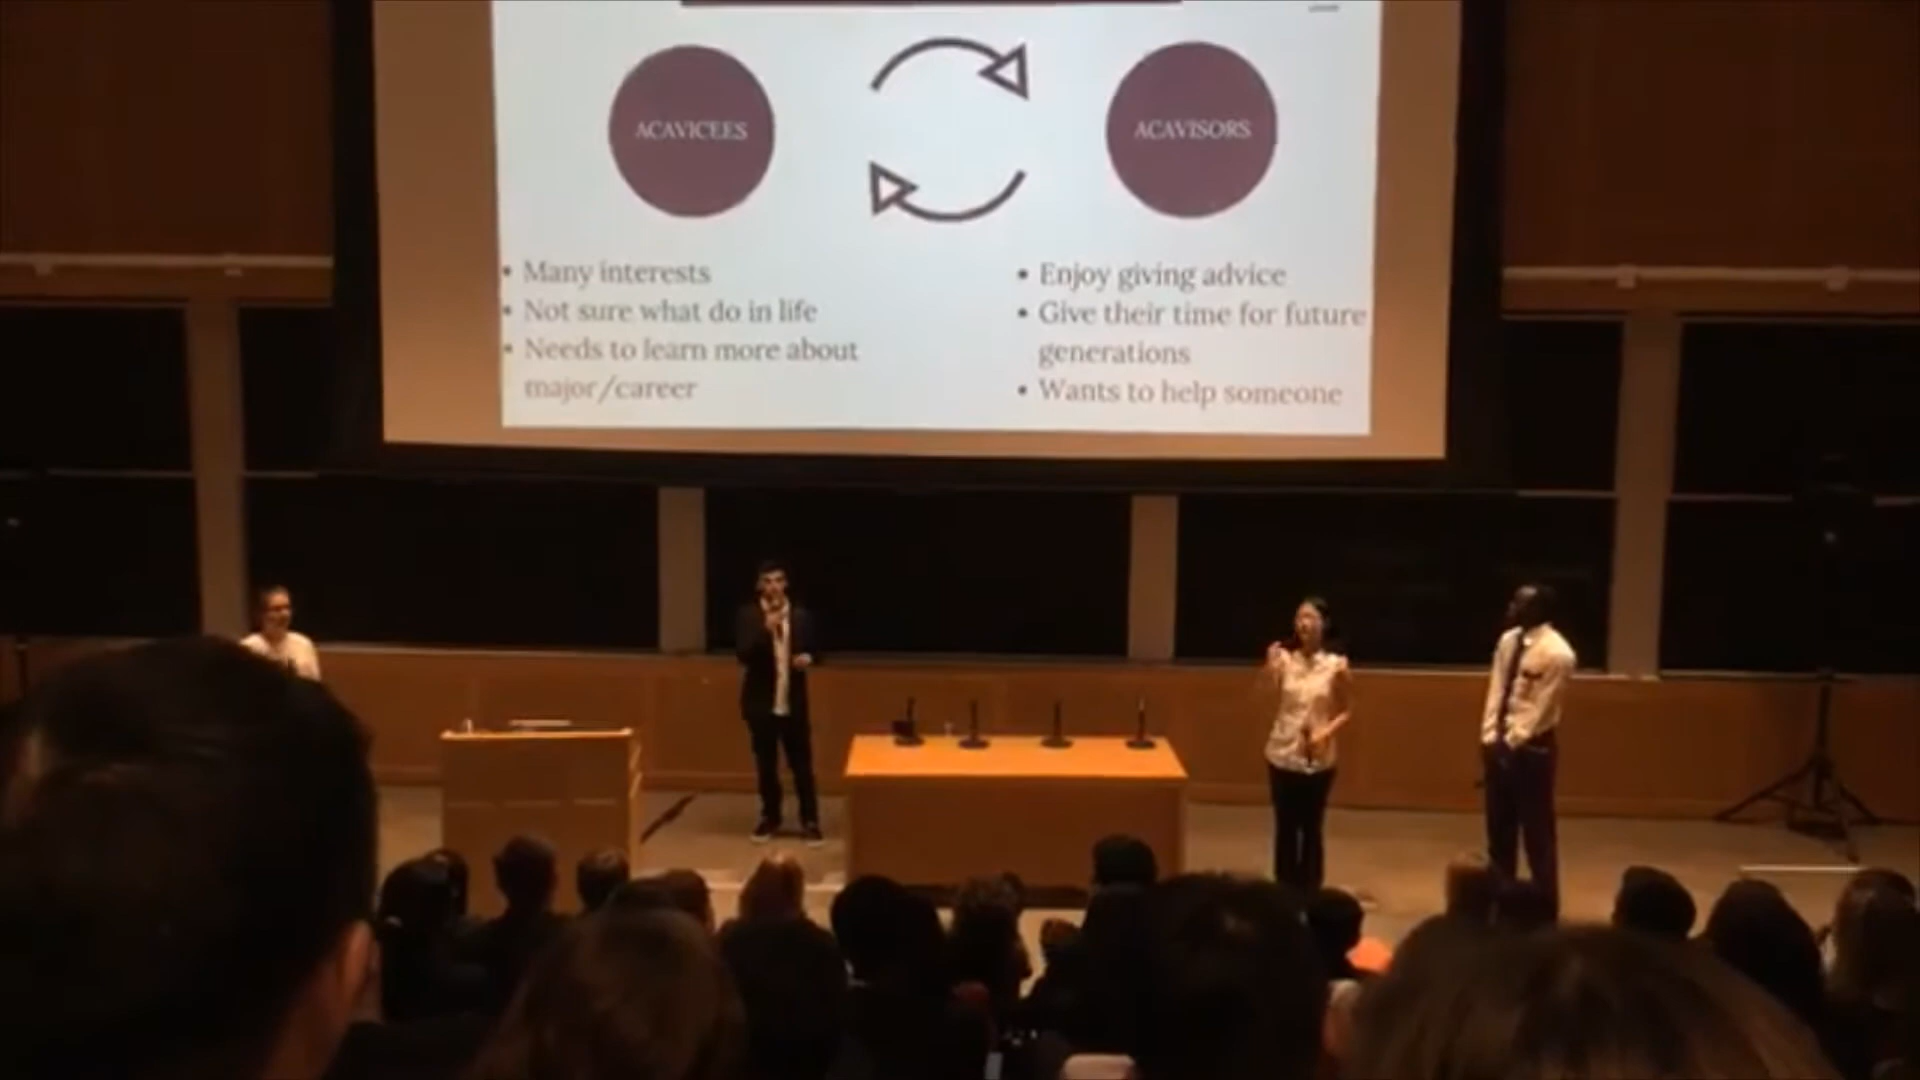 ACAVICEES
ACAVISORS
• Many interests
• Not sure what do in life
• Needs to learn more about
major/career
• Enjoy giving advice
• Give their time for future
generations
• Wants to help someone